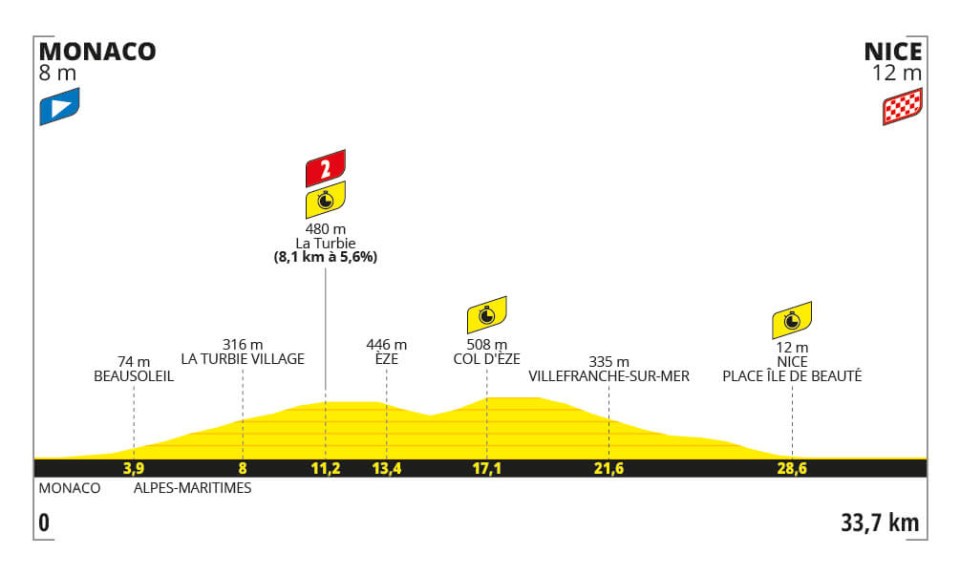 MONACO
8 m
NICE
12 m
2
480 m
La Turbie
(8,1 km à 5,6%)
74 m
BEAUSOLEIL
316 m
LA TURBIE VILLAGE
446 m
ÈZE
508 m
COL D'ÈZE
335 m
VILLEFRANCHE-SUR-MER
12 m
NICE
PLACE ÎLE DE BEAUTÉ
3,9
8
11,2
13,4
17,1
21,6
28,6
MONACO
ALPES-MARITIMES
0
33,7 km